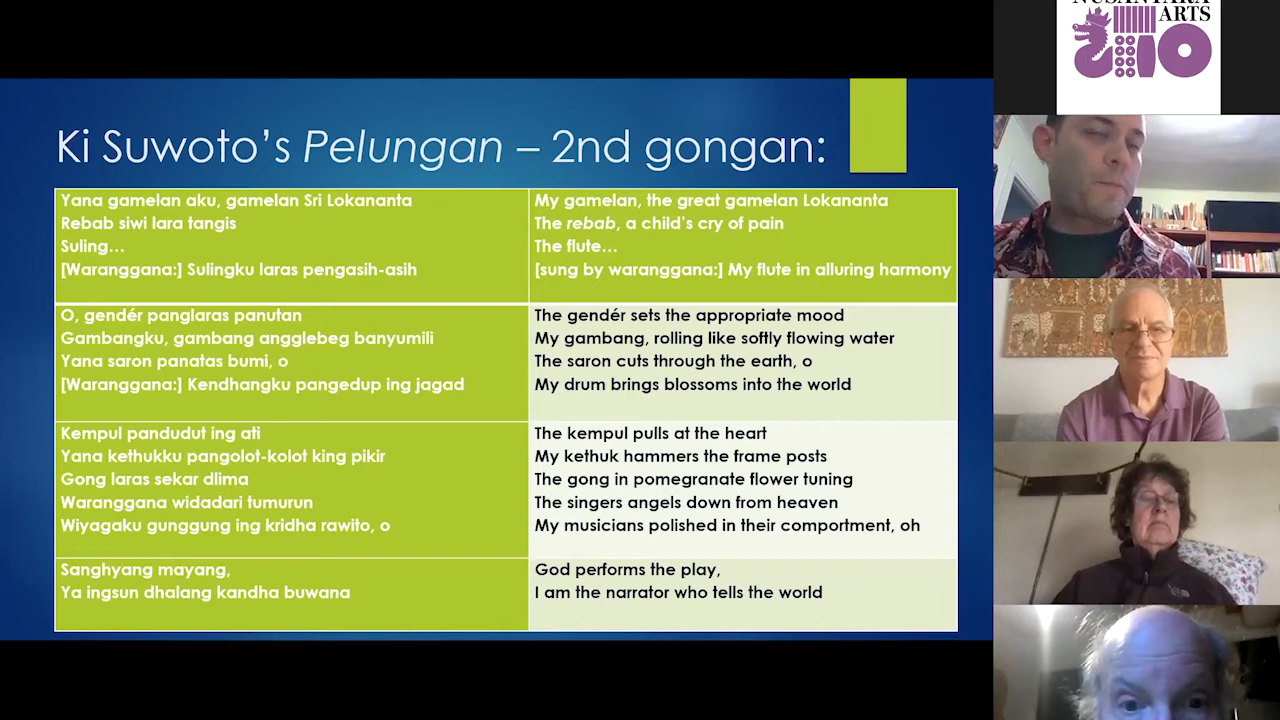 Ki Suwoto's Pelungan – 2nd gongan:
Yana gamelan aku, gamelan Sri Lokananta
Rebab siwi lara tangis
Suling…
[Waranggana:] Sulingku laras pengasih-asih
My gamelan, the great gamelan Lokananta
The rebab, a child's cry of pain
The flute…
[sung by waranggana:] My flute in alluring harmony
O, gendér panglaras panutan
Gambangku, gambang angglebeg banyumili
Yana saron panatas bumi, o
[Waranggana:] Kendhangku pangedup ing jagad
The gendér sets the appropriate mood
My gambang, rolling like softly flowing water
The saron cuts through the earth, o
My drum brings blossoms into the world
Kempul pandudut ing ati
Yana kethukku pangolot-kolot king pikir
Gong laras sekar dlima
Waranggana widadari tumurun
Wiyagaku gunggung ing kridha rawito, o
The kempul pulls at the heart
My kethuk hammers the frame posts
The gong in pomegranate flower tuning
The singers angels down from heaven
My musicians polished in their comportment, oh
Sanghyang mayang,
Ya ingsun dhalang kandha buwana
God performs the play,
I am the narrator who tells the world
NUSANTARA
ARTS